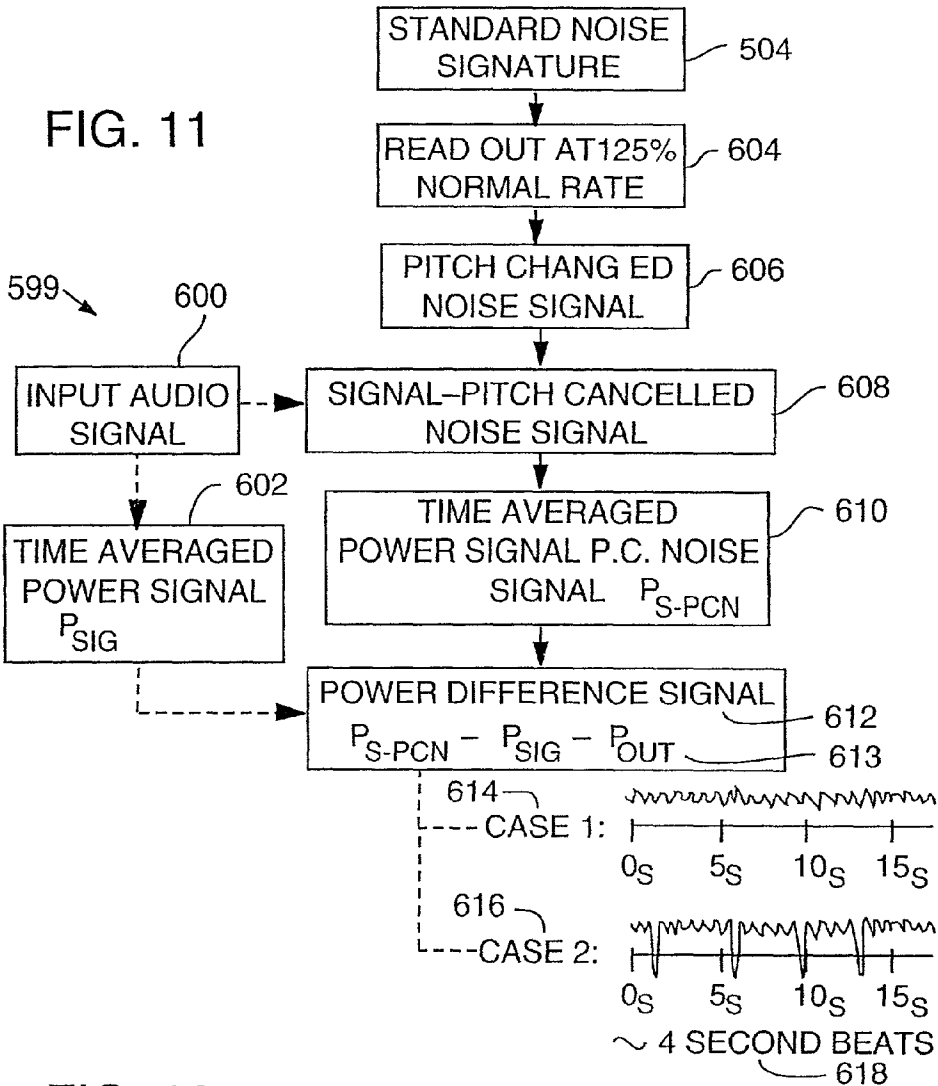 STANDARD NOISE
SIGNATURE
504
FIG. 11
READ OUT AT125%
NORMAL RATE
604
PITCH CHANG ED
NOISE SIGNAL
606
599
600
INPUT AUDIO
SIGNAL
SIGNAL–PITCH CANCELLED
NOISE SIGNAL
608
602
TIME AVERAGED
POWER SIGNAL
PSIG
TIME AVERAGED
POWER SIGNAL P.C. NOISE
SIGNAL PS-PCN
610
POWER DIFFERENCE SIGNAL
612
PS-PCN – PSIG – POUT
613
614
CASE 1:
0S 5S 10S 15S
616
CASE 2:
0S 5S 10S 15S
~ 4 SECOND BEATS
618